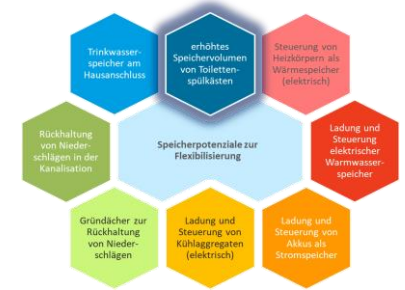 Trinkwasser-
speicher am
Hausanschluss
erhöhtes
Speichervolumen
von Toiletten-
spülkästen
Steuerung von
Heizkörpern als
Wärmespeicher
(elektrisch)
Rückhaltung
von Nieder-
schlägen in der
Kanalisation
Speicherpotenziale zur
Flexibilisierung
Ladung und
Steuerung
elektrischer
Warmwasser-
speicher
Gründächer zur
Rückhaltung
von Nieder-
schlägen
Ladung und
Steuerung von
Kühlaggregaten
(elektrisch)
Ladung und
Steuerung von
Akkus als
Stromspeicher